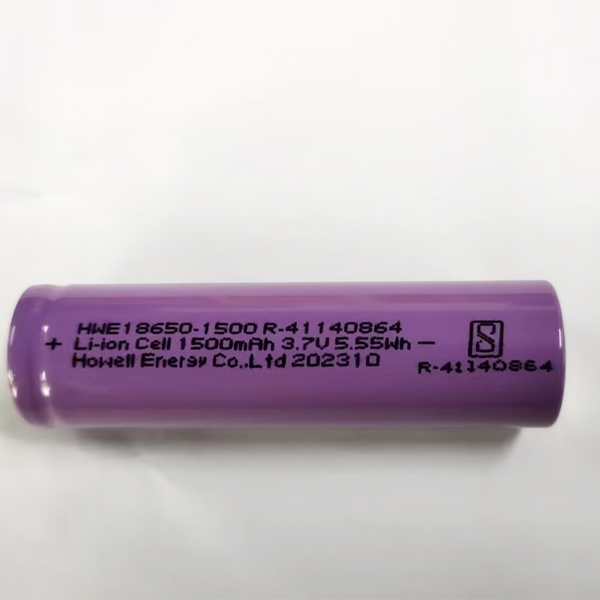 HWE18650-1500 R-41140864
+ Li-ion Cell 1500mAh 3.7V 5.55Wh -
Howell Energy Co.,Ltd 202310
S
R-41140864